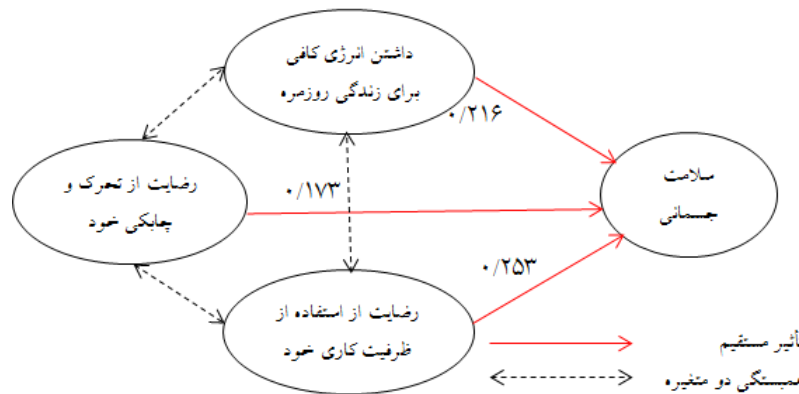 داشتن انرژی کافی
برای زندگی روزمره
۰/۲۱۶
رضایت از تحرک و
چابکی خود
۰/۱۷۳
سلامت
جسمانی
رضایت از استفاده از
ظرفیت کاری خود
۰/۲۵۳
تأثیر مستقیم
همبستگی دو متغیره